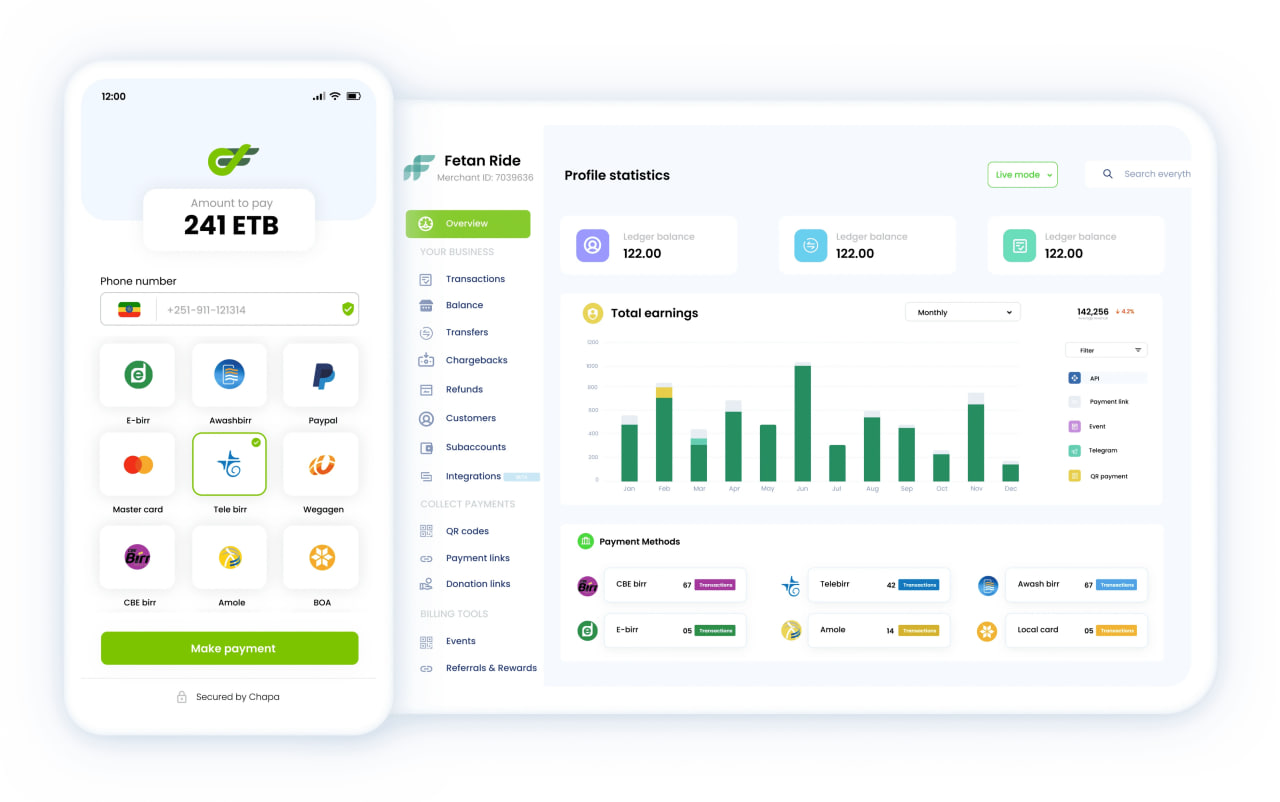 12:00
Amount to pay
241 ETB
Phone number
+251-911-121314
E-birr
Awashbirr
Paypal
Master card
Tele birr
Wegagen
CBE
Birr
CBE birr
Amole
BOA
Make payment
Secured by Chapa
Fetan Ride
Merchant ID: 7039636
Overview
YOUR BUSINESS
Transactions
Balance
Transfers
Chargebacks
Refunds
Customers
Subaccounts
Integrations BETA
COLLECT PAYMENTS
QR codes
Payment links
Donation links
BILLING TOOLS
Events
Referrals & Rewards
Profile statistics
Live mode
Search everyth
Ledger balance
122.00
Ledger balance
122.00
Ledger balance
122.00
Total earnings
Monthly
142,256 ↓ 4.2%
1200
1000
800
600
400
200
0
Jan Feb Mar Apr May Jun Jul Aug Sep Oct Nov Dec
Filter
API
Payment link
Event
Telegram
QR payment
Payment Methods
Birr
CBE birr 67 Transactions
Telebirr 42 Transactions
Awash birr 67 Transactions
E-birr 05 Transactions
Amole 14 Transactions
Local card 05 Transactions